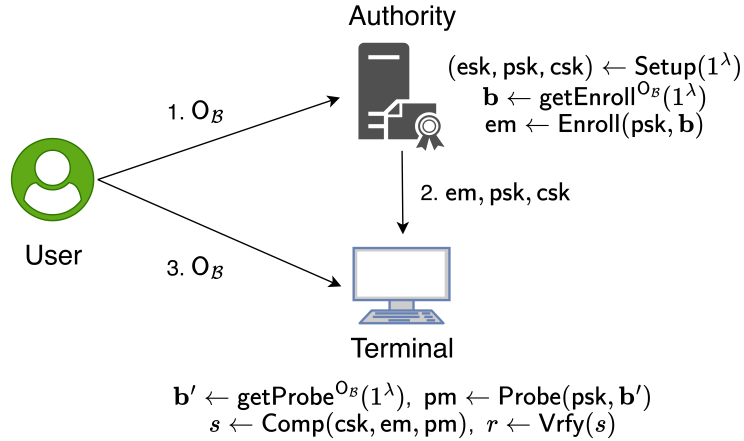 Authority
(esk, psk, csk) ← Setup(1^λ)
b ← getEnroll^{O_ℬ}(1^λ)
em ← Enroll(psk, b)
1. O_ℬ
2. em, psk, csk
User
3. O_ℬ
Terminal
b′ ← getProbe^{O_ℬ}(1^λ), pm ← Probe(psk, b′)
s ← Comp(csk, em, pm), r ← Vrfy(s)